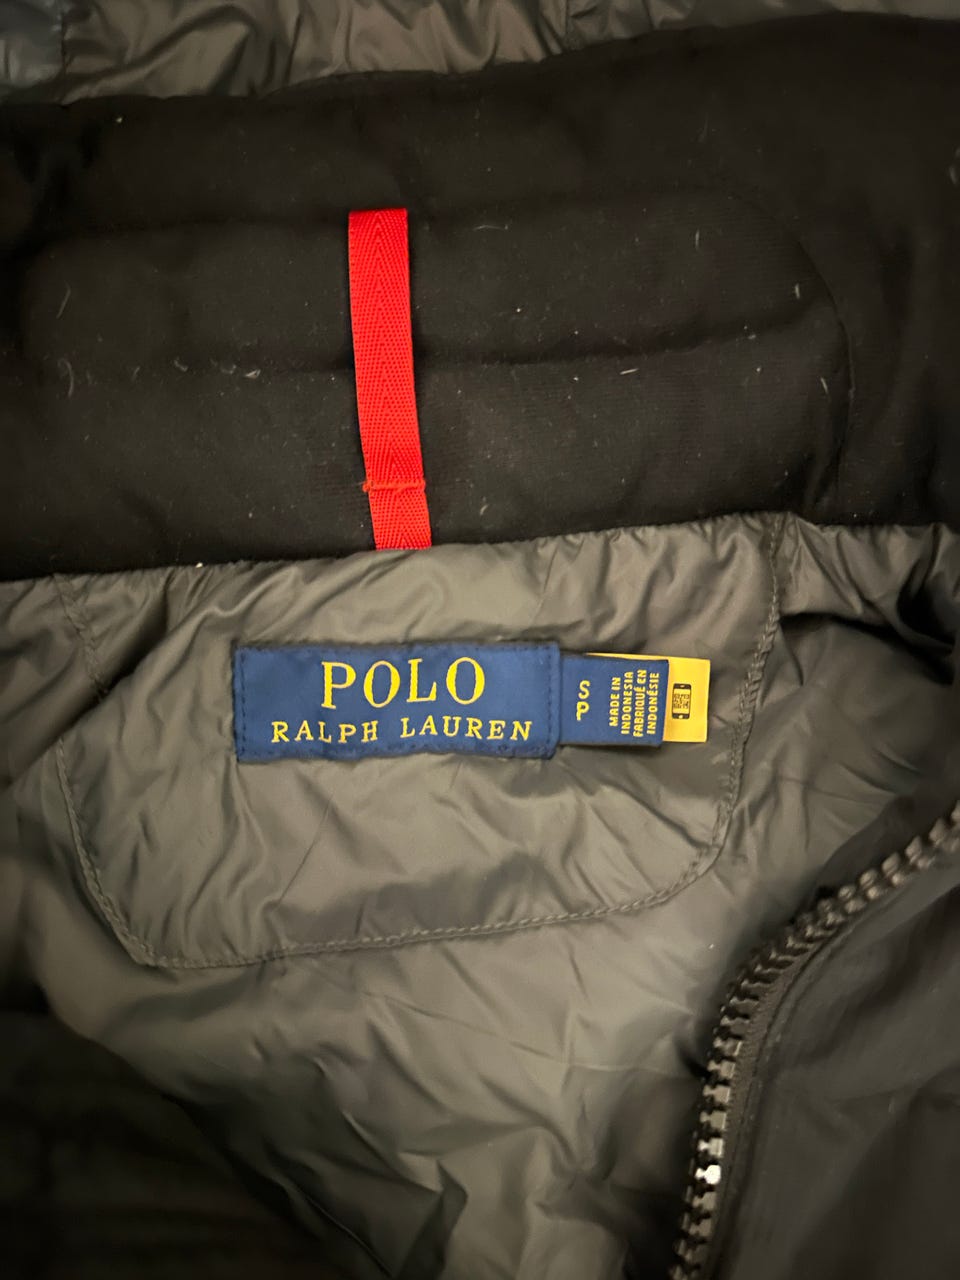 POLO
RALPH LAUREN
S
P
MADE IN
INDONESIA
FABRIQUÉ EN
INDONÉSIE